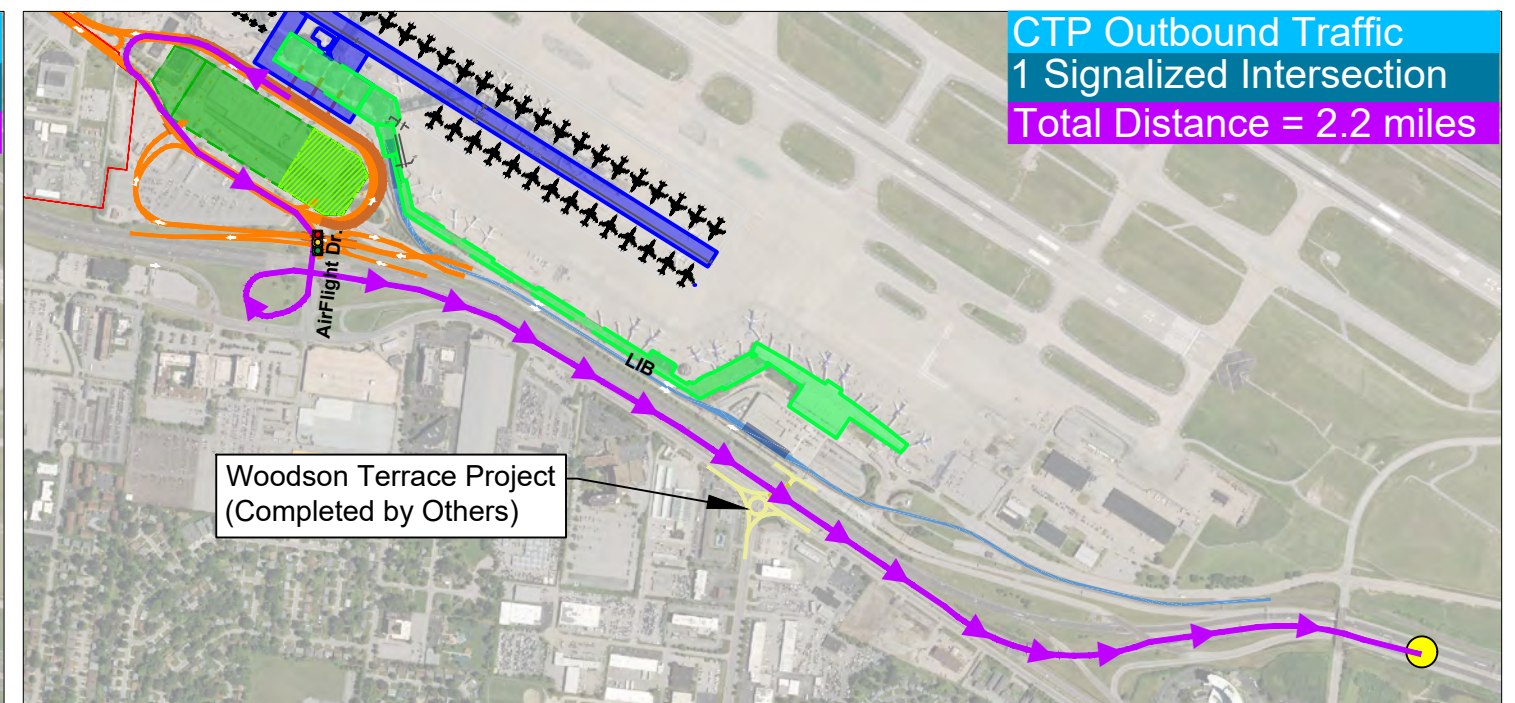 CTP Outbound Traffic
1 Signalized Intersection
Total Distance = 2.2 miles
AirFlight Dr.
LIB
Woodson Terrace Project
(Completed by Others)